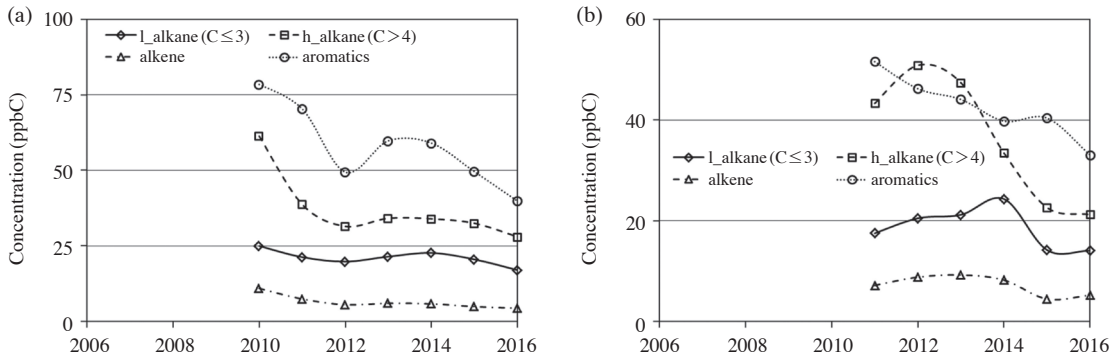 (a)
100
75
50
25
0
Concentration (ppbC)
l_alkane (C≤3) h_alkane (C>4)
alkene aromatics
2006 2008 2010 2012 2014 2016
(b)
60
40
20
0
Concentration (ppbC)
l_alkane (C≤3) h_alkane (C>4)
alkene aromatics
2006 2008 2010 2012 2014 2016